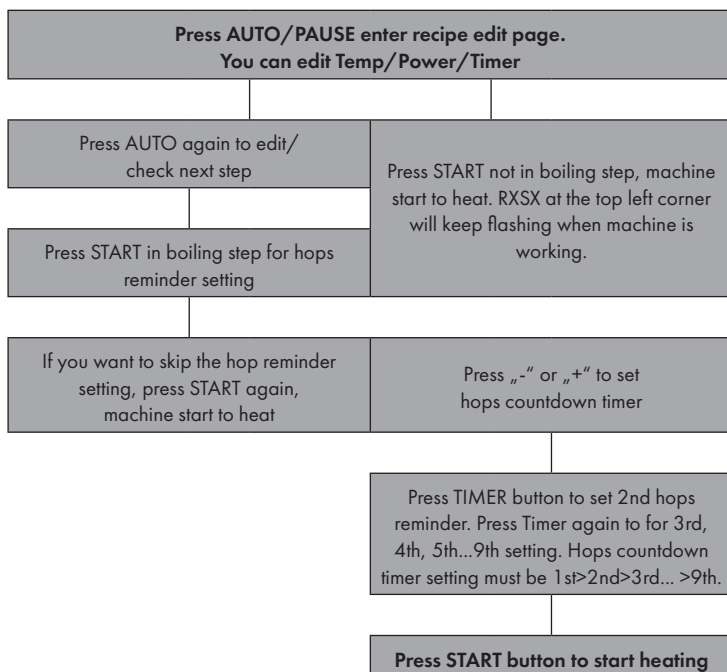 Press AUTO/PAUSE enter recipe edit page.
You can edit Temp/Power/Timer
Press AUTO again to edit/
check next step
Press START not in boiling step, machine
start to heat. RXSX at the top left corner
will keep flashing when machine is
working.
Press START in boiling step for hops
reminder setting
If you want to skip the hop reminder
setting, press START again,
machine start to heat
Press „-“ or „+“ to set
hops countdown timer
Press TIMER button to set 2nd hops
reminder. Press Timer again to for 3rd,
4th, 5th...9th setting. Hops countdown
timer setting must be 1st>2nd>3rd... >9th.
Press START button to start heating